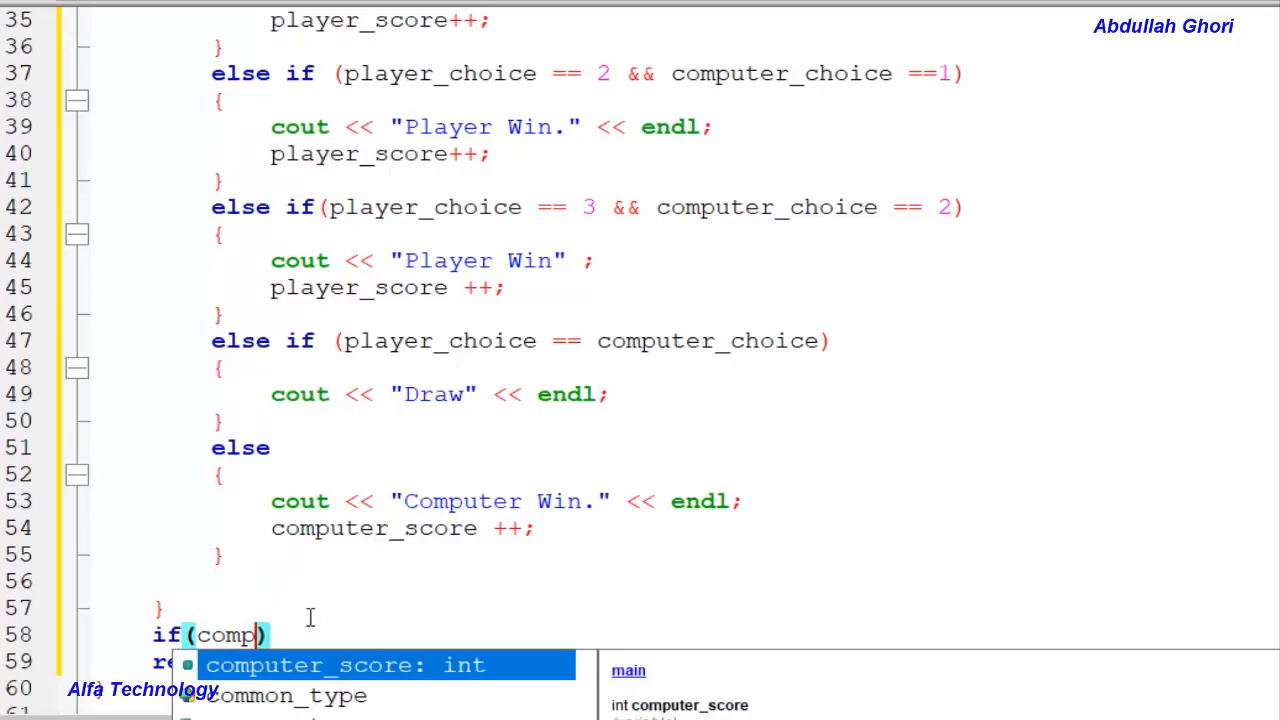 35 player_score++;
Abdullah Ghori
36 }
37 else if (player_choice == 2 && computer_choice ==1)
38 {
39 cout << "Player Win." << endl;
40 player_score++;
41 }
42 else if(player_choice == 3 && computer_choice == 2)
43 {
44 cout << "Player Win" ;
45 player_score ++;
46 }
47 else if (player_choice == computer_choice)
48 {
49 cout << "Draw" << endl;
50 }
51 else
52 {
53 cout << "Computer Win." << endl;
54 computer_score ++;
55 }
56
57 }
58 if(comp)
59 re
computer_score: int
main
60 }
Alfa Technology
common_type
int computer_score
61